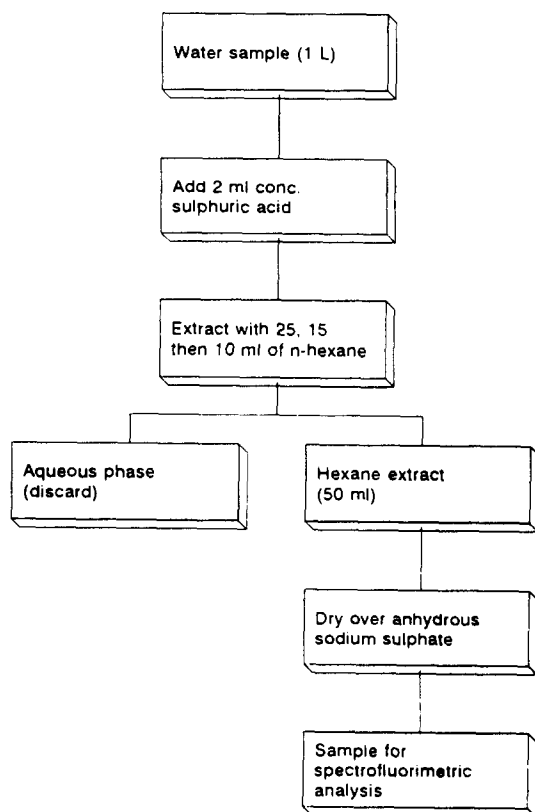 Water sample (1 L)
Add 2 ml conc.
sulphuric acid
Extract with 25, 15
then 10 ml of n-hexane
Aqueous phase
(discard)
Hexane extract
(50 ml)
Dry over anhydrous
sodium sulphate
Sample for
spectrofluorimetric
analysis